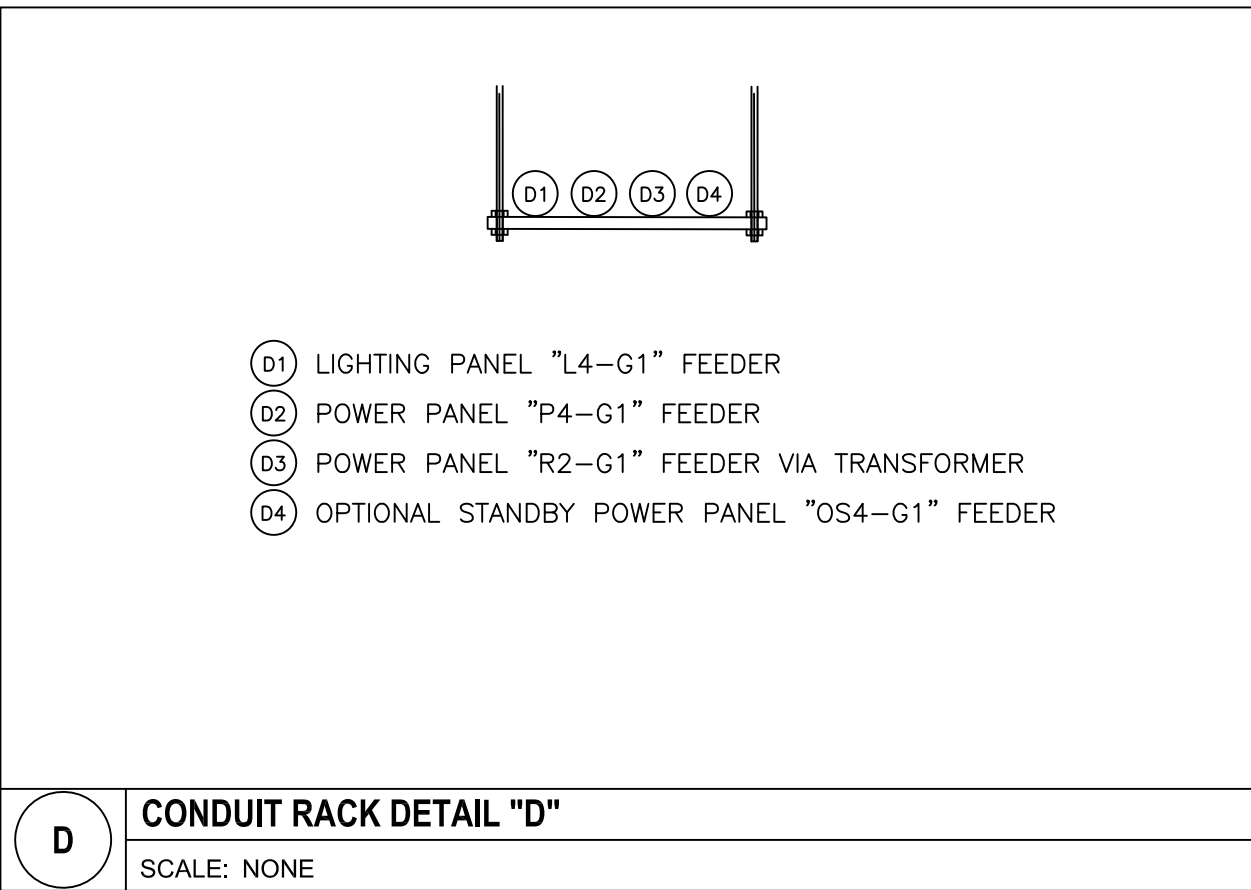 D1 D2 D3 D4
D1 LIGHTING PANEL "L4-G1" FEEDER
D2 POWER PANEL "P4-G1" FEEDER
D3 POWER PANEL "R2-G1" FEEDER VIA TRANSFORMER
D4 OPTIONAL STANDBY POWER PANEL "OS4-G1" FEEDER
D
CONDUIT RACK DETAIL "D"
SCALE: NONE